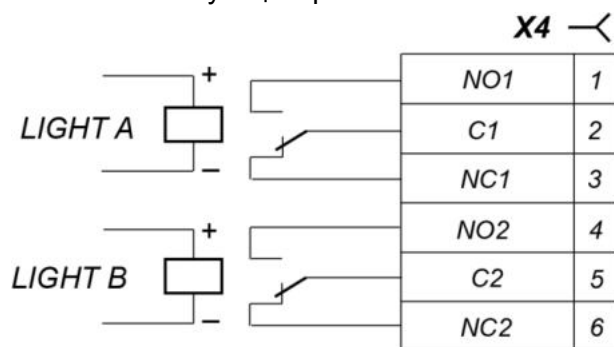 X4
+
NO1 1
LIGHT A
C1 2
–
NC1 3
+
NO2 4
LIGHT B
C2 5
–
NC2 6